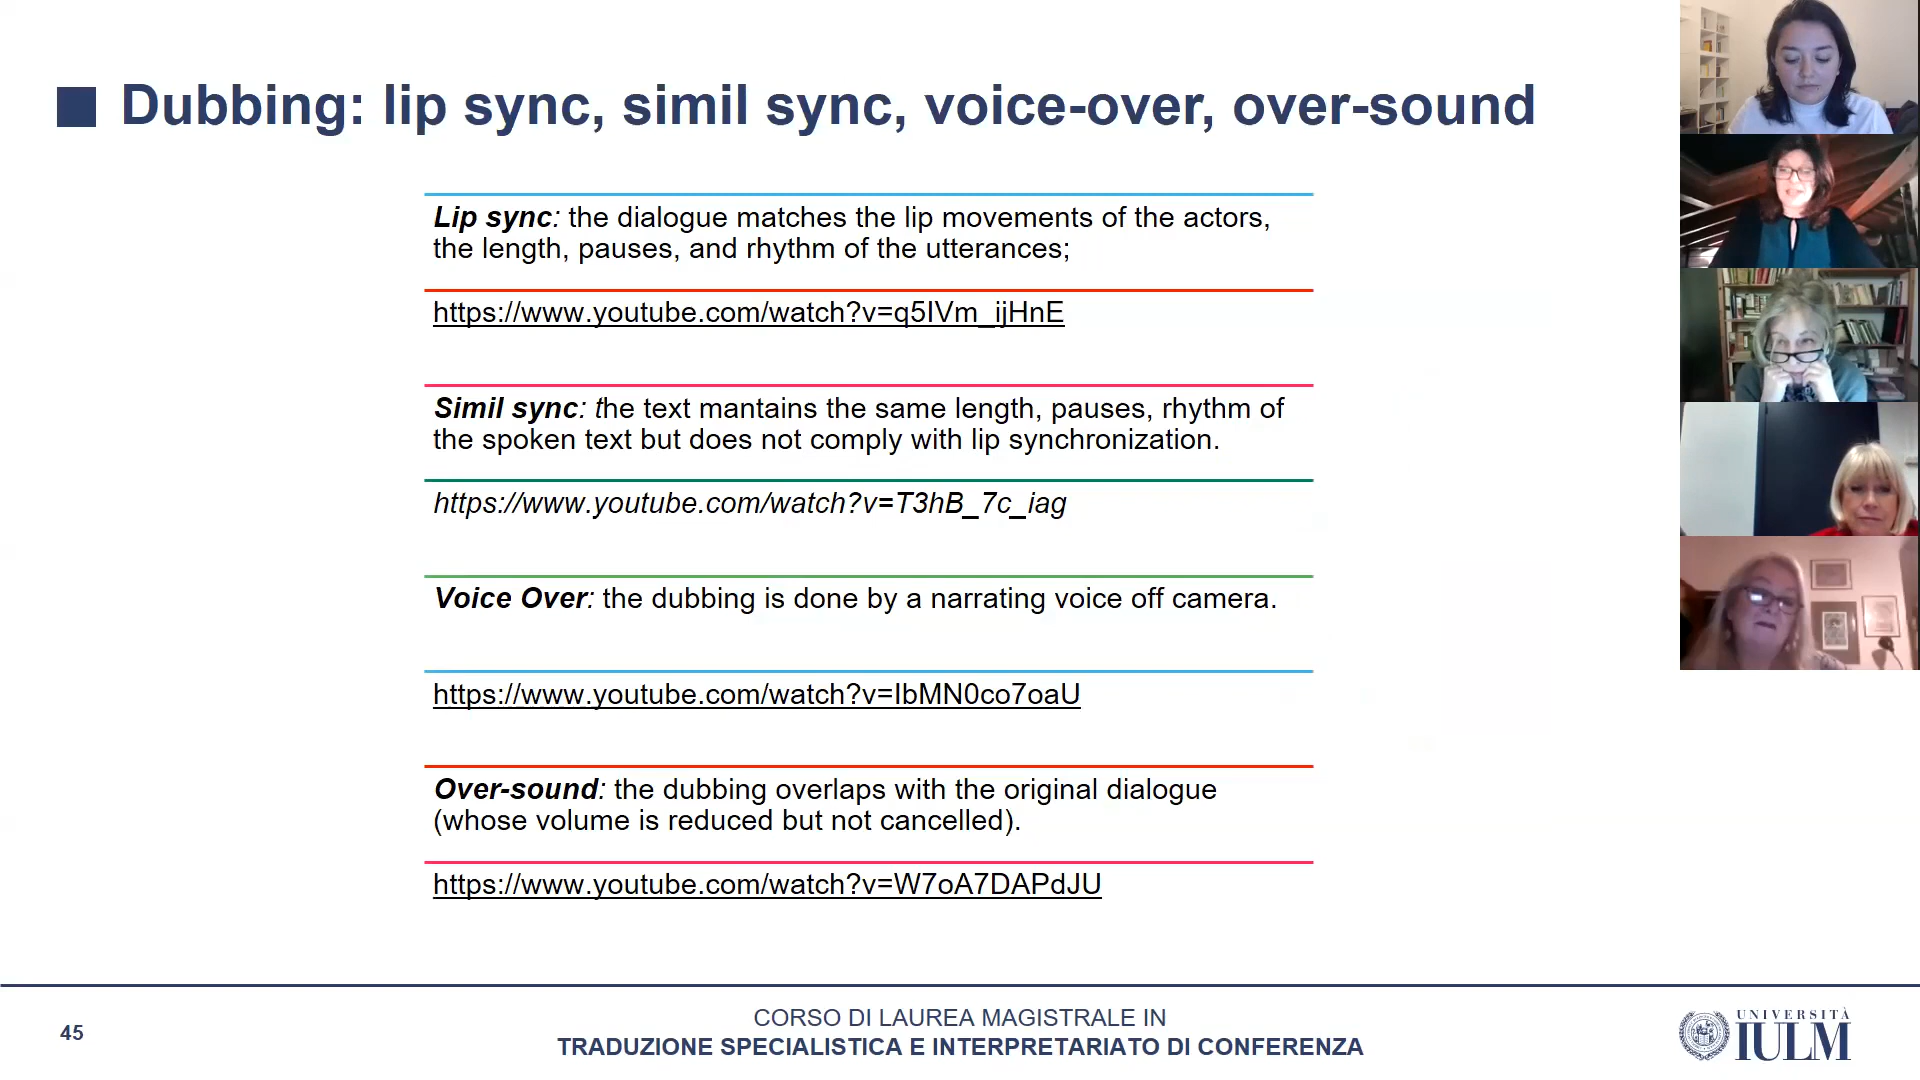 Dubbing: lip sync, simil sync, voice-over, over-sound
Lip sync: the dialogue matches the lip movements of the actors,
the length, pauses, and rhythm of the utterances;
https://www.youtube.com/watch?v=q5IVm_ijHnE
Simil sync: the text mantains the same length, pauses, rhythm of
the spoken text but does not comply with lip synchronization.
https://www.youtube.com/watch?v=T3hB_7c_iag
Voice Over: the dubbing is done by a narrating voice off camera.
https://www.youtube.com/watch?v=IbMN0co7oaU
Over-sound: the dubbing overlaps with the original dialogue
(whose volume is reduced but not cancelled).
https://www.youtube.com/watch?v=W7oA7DAPdJU
45
CORSO DI LAUREA MAGISTRALE IN
TRADUZIONE SPECIALISTICA E INTERPRETARIATO DI CONFERENZA
UNIVERSITÀ
IULM